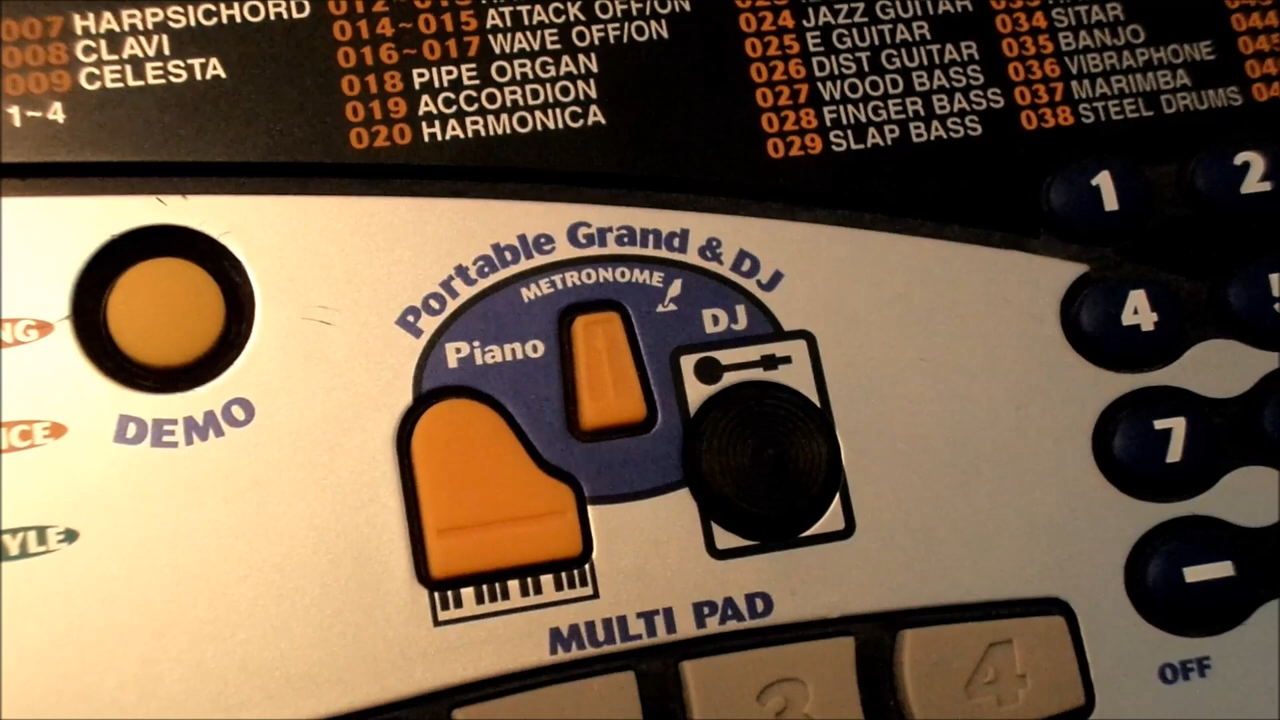 007 HARPSICHORD
008 CLAVI
009 CELESTA
1~4
014~015 ATTACK OFF/ON
016~017 WAVE OFF/ON
018 PIPE ORGAN
019 ACCORDION
020 HARMONICA
024 JAZZ GUITAR
025 E GUITAR
026 DIST GUITAR
027 WOOD BASS
028 FINGER BASS
029 SLAP BASS
034 SITAR
035 BANJO
036 VIBRAPHONE
037 MARIMBA
038 STEEL DRUMS
1
2
4
7
-
OFF
DEMO
Portable Grand & DJ
METRONOME
Piano
DJ
MULTI PAD
3
4